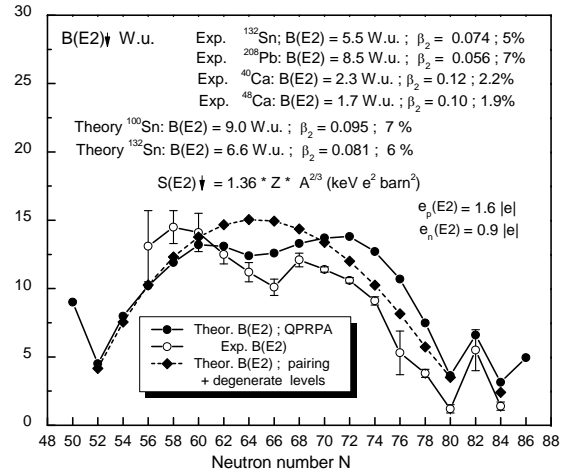 30
25
20
15
10
5
0
B(E2)↓ W.u.
Exp. ¹³²Sn; B(E2) = 5.5 W.u. ; β₂ = 0.074 ; 5%
Exp. ²⁰⁸Pb: B(E2) = 8.5 W.u. ; β₂ = 0.056 ; 7%
Exp. ⁴⁰Ca: B(E2) = 2.3 W.u. ; β₂ = 0.12 ; 2.2%
Exp. ⁴⁸Ca: B(E2) = 1.7 W.u. ; β₂ = 0.10 ; 1.9%
Theory ¹⁰⁰Sn: B(E2) = 9.0 W.u. ; β₂ = 0.095 ; 7 %
Theory ¹³²Sn: B(E2) = 6.6 W.u. ; β₂ = 0.081 ; 6 %
S(E2)↓ = 1.36 * Z * A^2/3 (keV e² barn²)
eₚ(E2) = 1.6 |e|
eₙ(E2) = 0.9 |e|
Theor. B(E2) ; QPRPA
Exp. B(E2)
Theor. B(E2) ; pairing
+ degenerate levels
48 50 52 54 56 58 60 62 64 66 68 70 72 74 76 78 80 82 84 86 88
Neutron number N